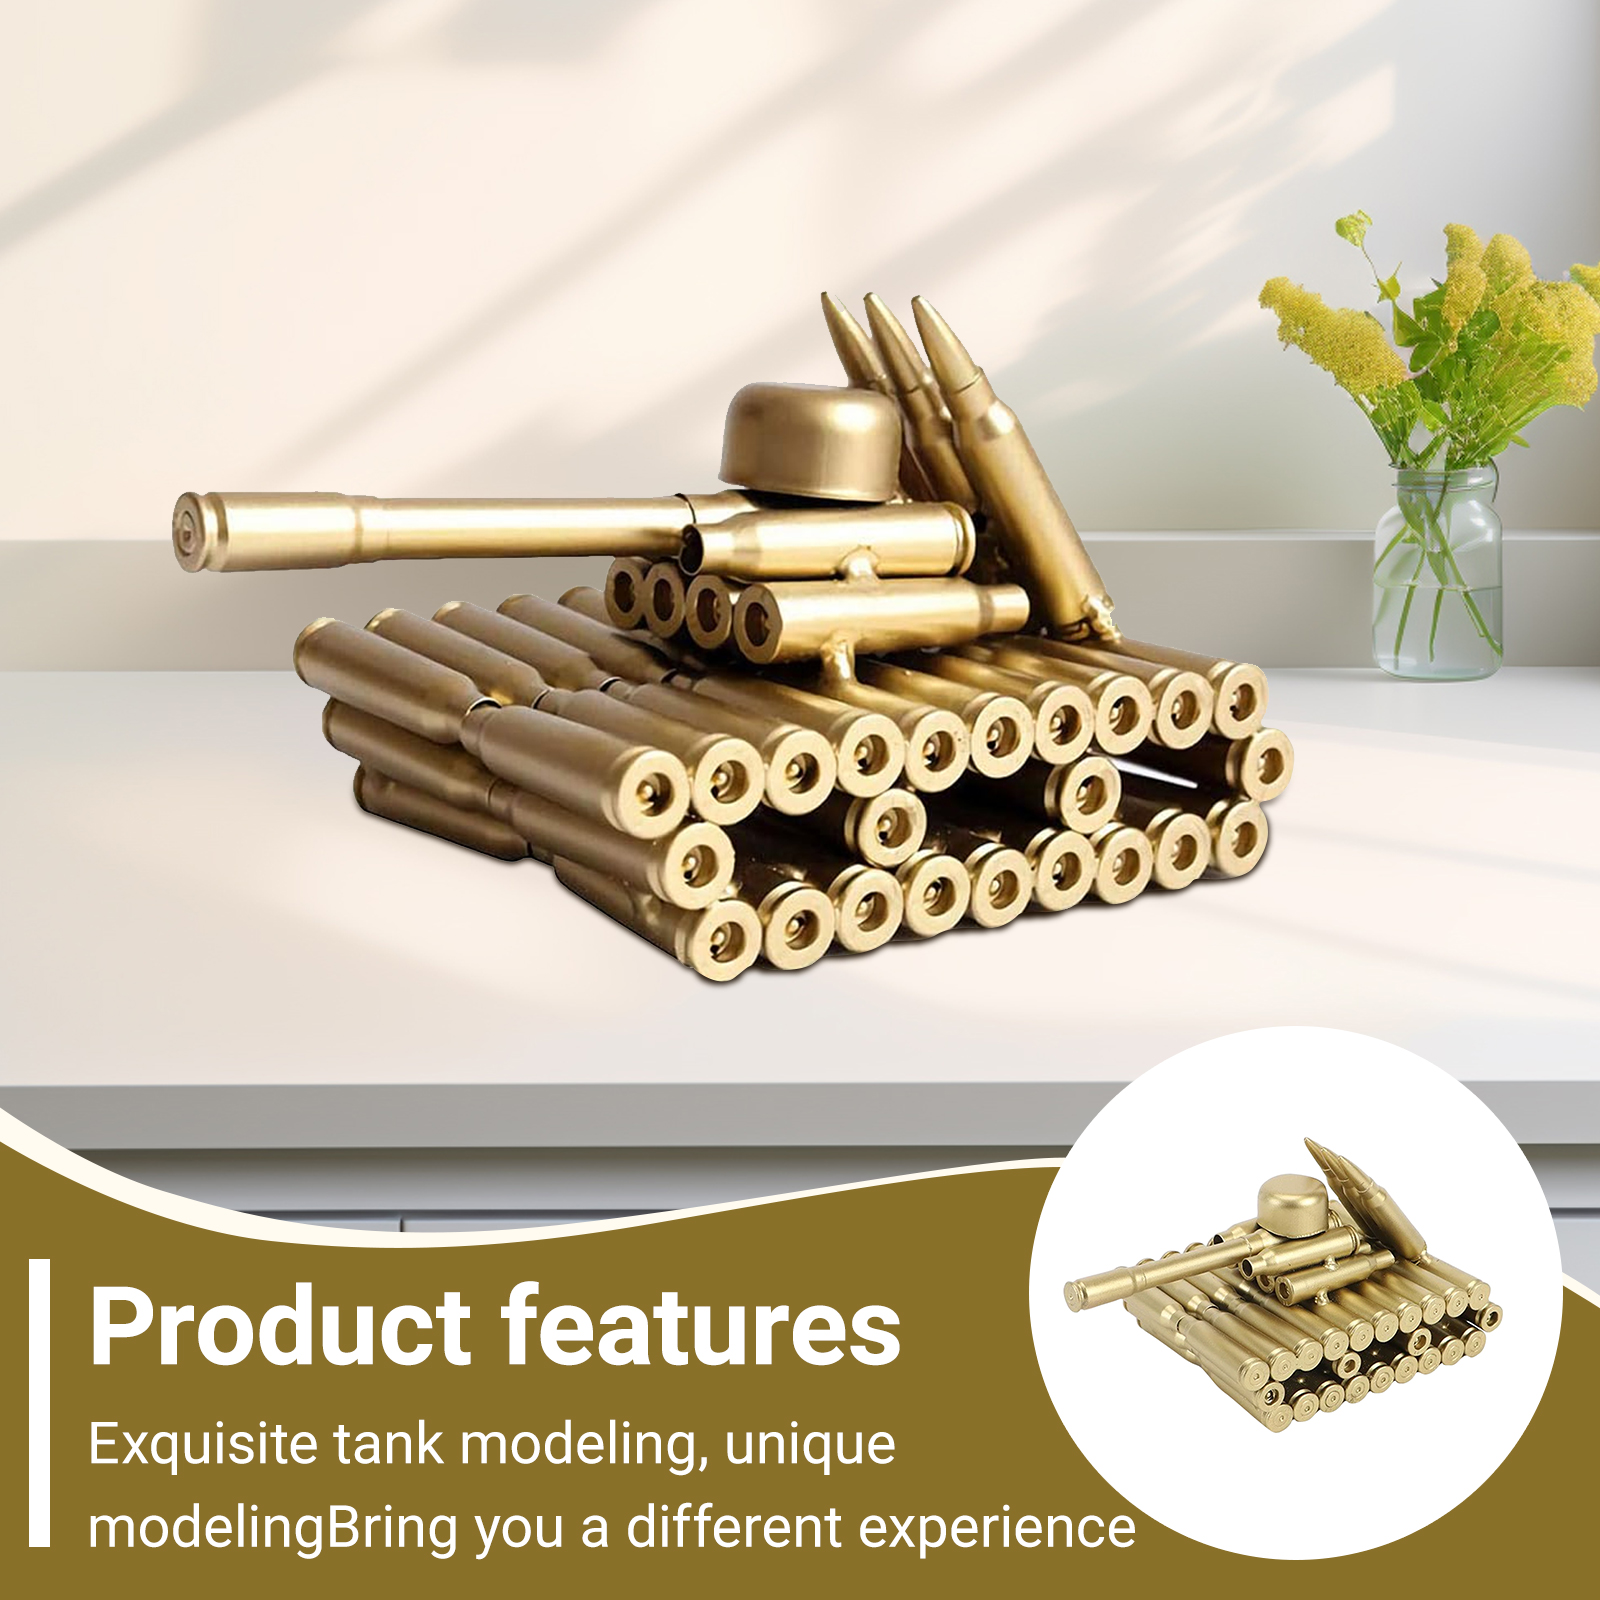 Product features
Exquisite tank modeling, unique
modelingBring you a different experience